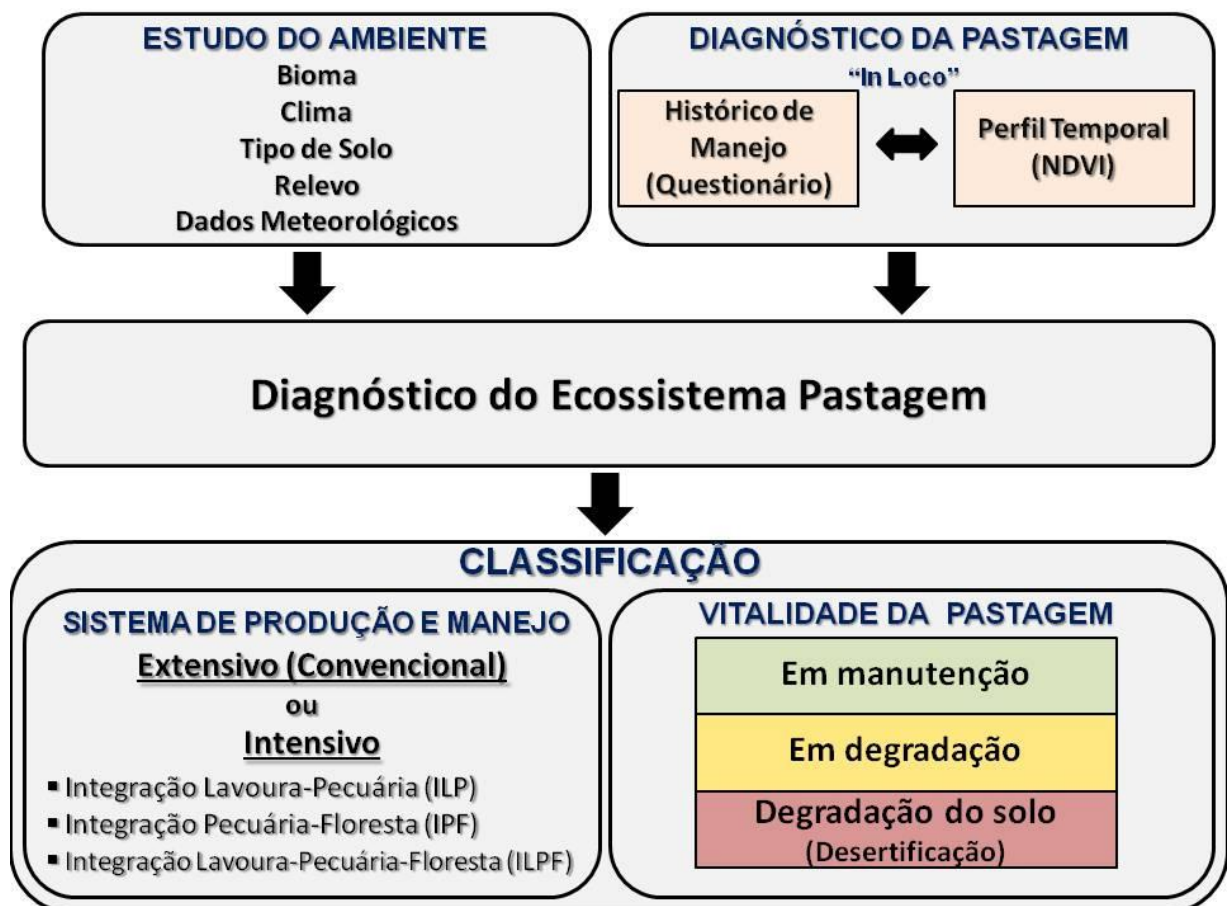 ESTUDO DO AMBIENTE
Bioma
Clima
Tipo de Solo
Relevo
Dados Meteorológicos
DIAGNÓSTICO DA PASTAGEM
“In Loco”
Histórico de
Manejo
(Questionário)
Perfil Temporal
(NDVI)
Diagnóstico do Ecossistema Pastagem
CLASSIFICAÇÃO
SISTEMA DE PRODUÇÃO E MANEJO
Extensivo (Convencional)
ou
Intensivo
▪ Integração Lavoura-Pecuária (ILP)
▪ Integração Pecuária-Floresta (IPF)
▪ Integração Lavoura-Pecuária-Floresta (ILPF)
VITALIDADE DA PASTAGEM
Em manutenção
Em degradação
Degradação do solo
(Desertificação)